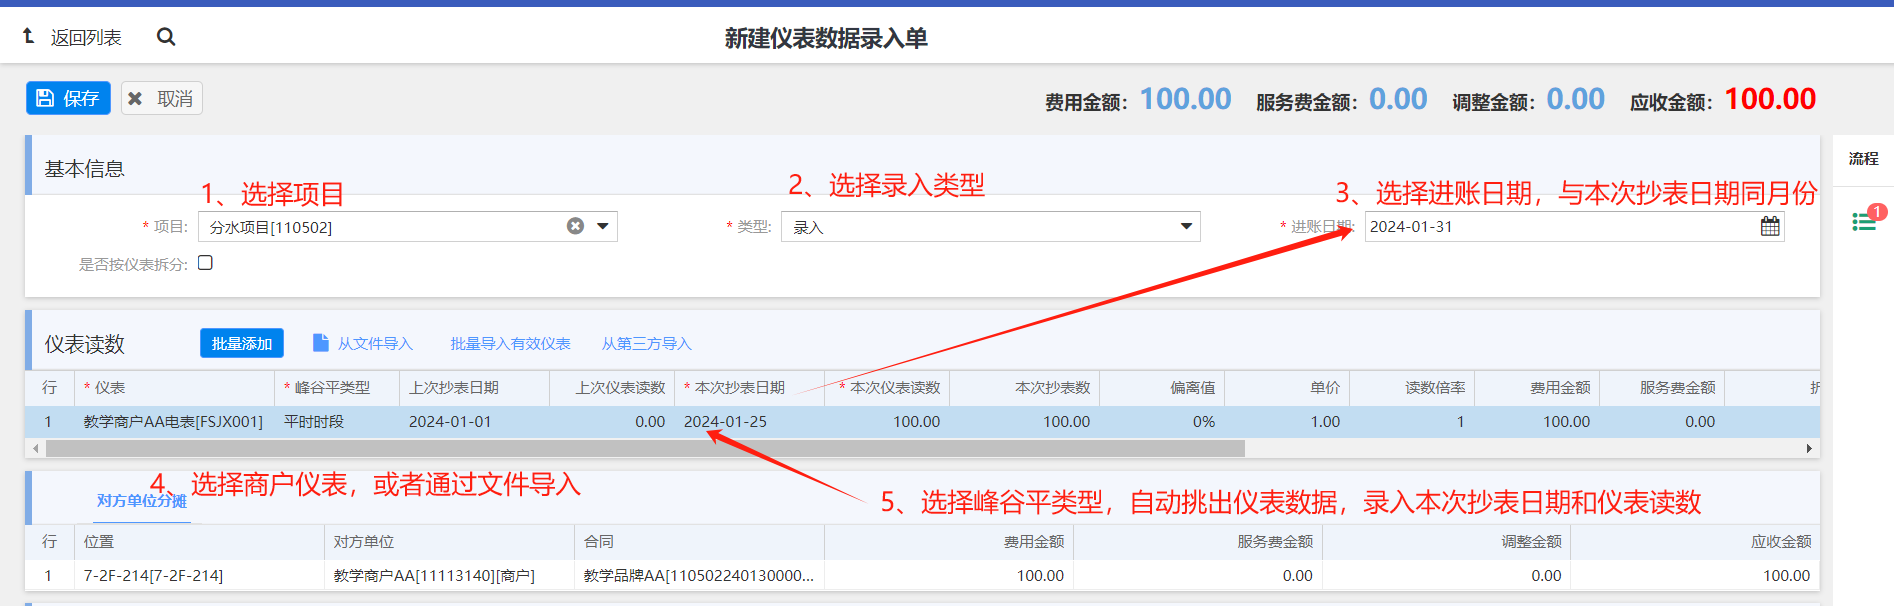 返回列表
新建仪表数据录入单
保存
取消
费用金额：100.00 服务费金额：0.00 调整金额：0.00 应收金额：100.00
基本信息
流程
1、选择项目
2、选择录入类型
3、选择进账日期，与本次抄表日期同月份
* 项目: 分水项目[110502]
* 类型: 录入
* 进账日期: 2024-01-31
1
是否按仪表拆分:
仪表读数 批量添加 从文件导入 批量导入有效仪表 从第三方导入
行 * 仪表 * 峰谷平类型 上次抄表日期 上次仪表读数 * 本次抄表日期 * 本次仪表读数 本次抄表数 偏离值 单价 读数倍率 费用金额 服务费金额
1 教学商户AA电表[FSJX001] 平时时段 2024-01-01 0.00 2024-01-25 100.00 100.00 0% 1.00 1 100.00 0.00
4、选择商户仪表，或者通过文件导入
对方单位分摊
5、选择峰谷平类型，自动挑出仪表数据，录入本次抄表日期和仪表读数
行 位置 对方单位 合同 费用金额 服务费金额 调整金额 应收金额
1 7-2F-214[7-2F-214] 教学商户AA[11113140][商户] 教学品牌AA[110502240130000... 100.00 0.00 0.00 100.00